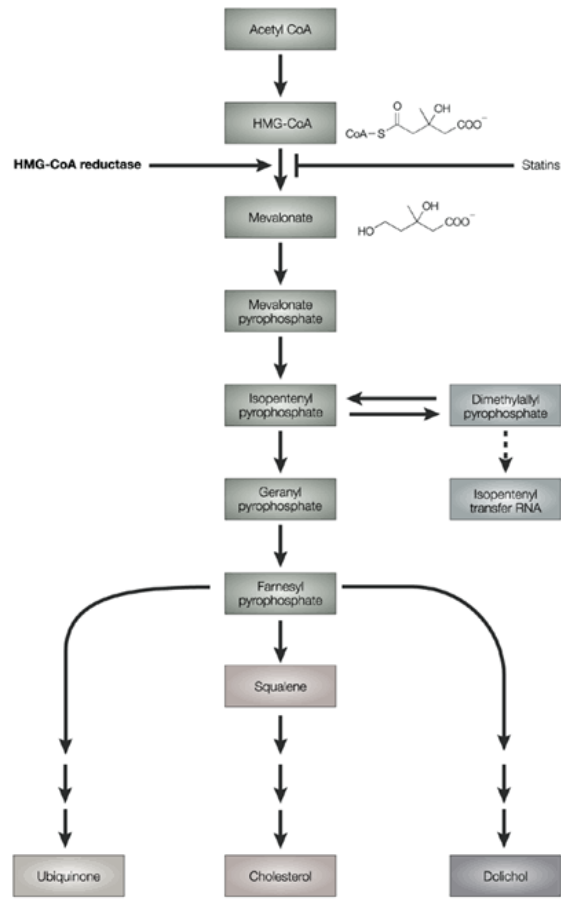 Acetyl CoA
HMG-CoA
O
OH
CoA–S
COO⁻
HMG-CoA reductase
Statins
Mevalonate
OH
HO
COO⁻
Mevalonate
pyrophosphate
Isopentenyl
pyrophosphate
Dimethylallyl
pyrophosphate
Geranyl
pyrophosphate
Isopentenyl
transfer RNA
Farnesyl
pyrophosphate
Squalene
Ubiquinone
Cholesterol
Dolichol